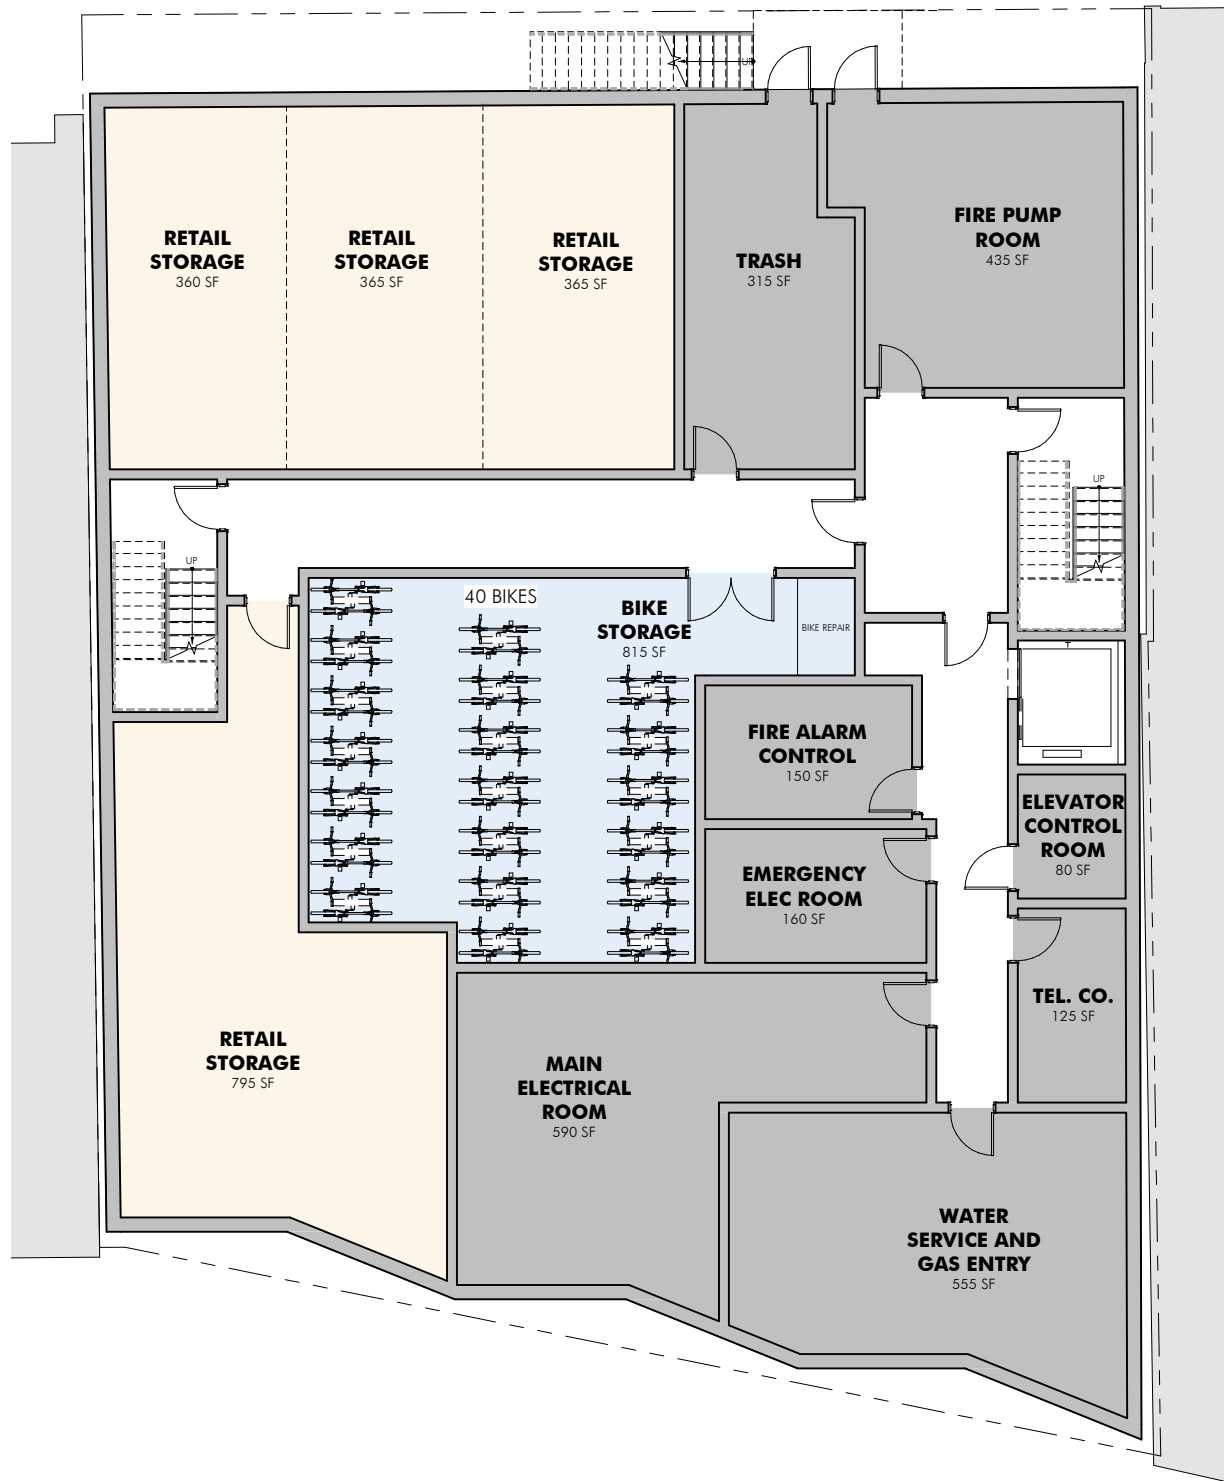 UP
RETAIL
STORAGE
360 SF
RETAIL
STORAGE
365 SF
RETAIL
STORAGE
365 SF
TRASH
315 SF
FIRE PUMP
ROOM
435 SF
UP
UP
40 BIKES
BIKE
STORAGE
815 SF
BIKE REPAIR
FIRE ALARM
CONTROL
150 SF
ELEVATOR
CONTROL
ROOM
80 SF
EMERGENCY
ELEC ROOM
160 SF
TEL. CO.
125 SF
RETAIL
STORAGE
795 SF
MAIN
ELECTRICAL
ROOM
590 SF
WATER
SERVICE AND
GAS ENTRY
555 SF